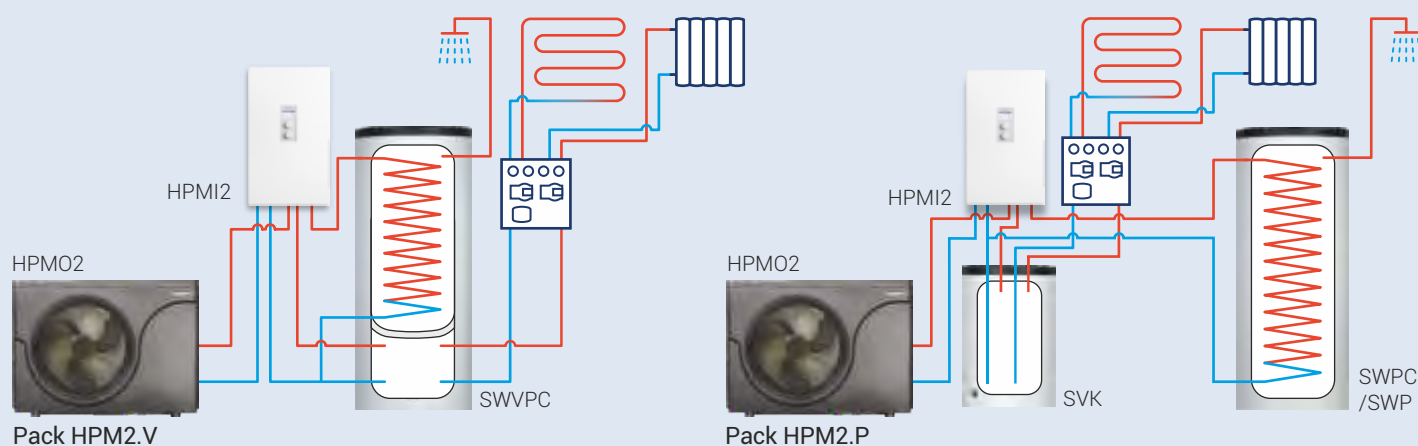 HPMI2
HPMO2
SWVPC
Pack HPM2.V
HPMI2
HPMO2
SVK
SWPC
/SWP
Pack HPM2.P